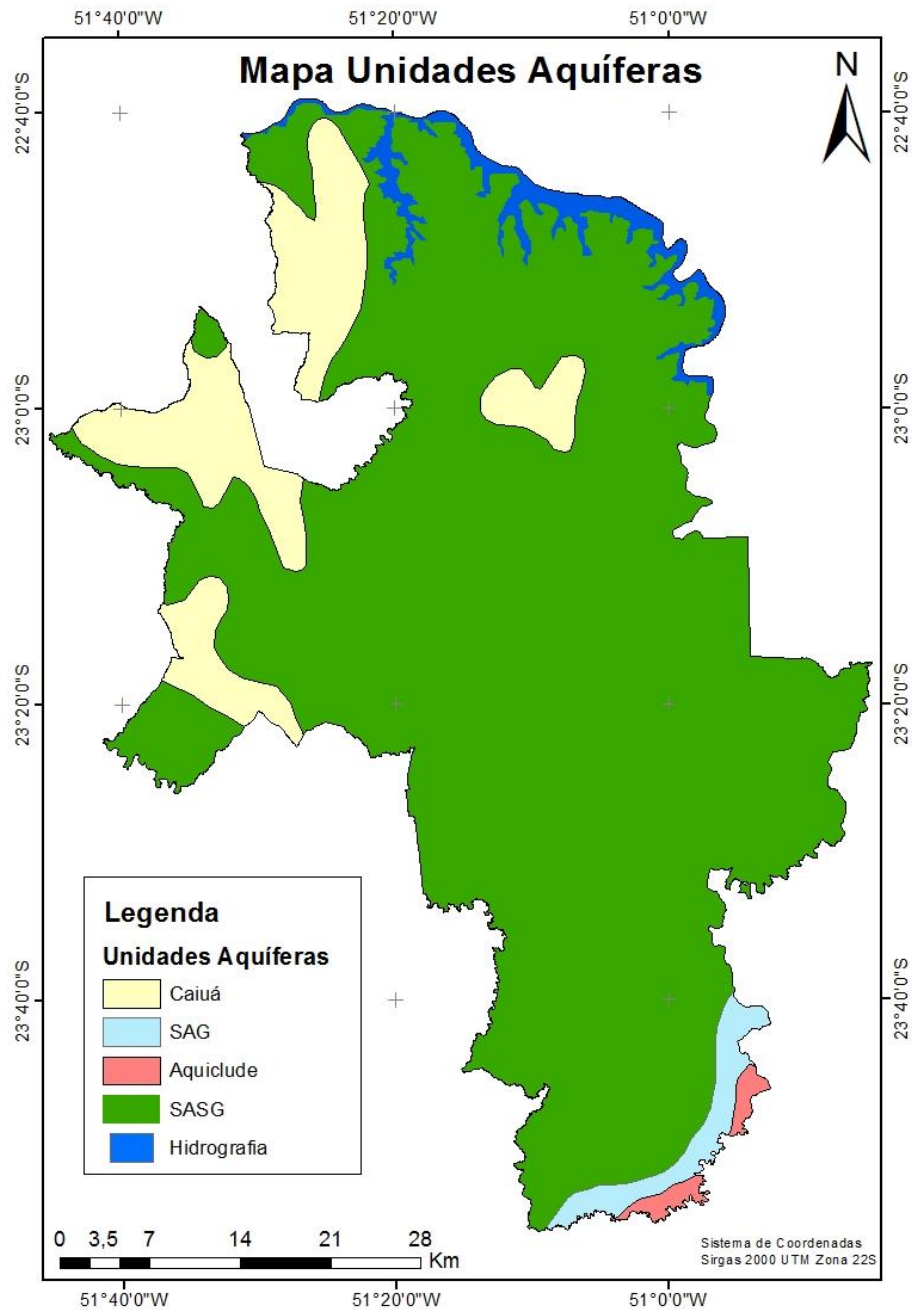 51°40'0"W 51°20'0"W 51°0'0"W
Mapa Unidades Aquíferas
N
22°40'0"S 22°40'0"S
23°0'0"S 23°0'0"S
23°20'0"S 23°20'0"S
23°40'0"S 23°40'0"S
Legenda
Unidades Aquíferas
Caiuá
SAG
Aquiclude
SASG
Hidrografia
0 3,5 7 14 21 28
Km
Sistema de Coordenadas
Sirgas 2000 UTM Zona 22S
51°40'0"W 51°20'0"W 51°0'0"W